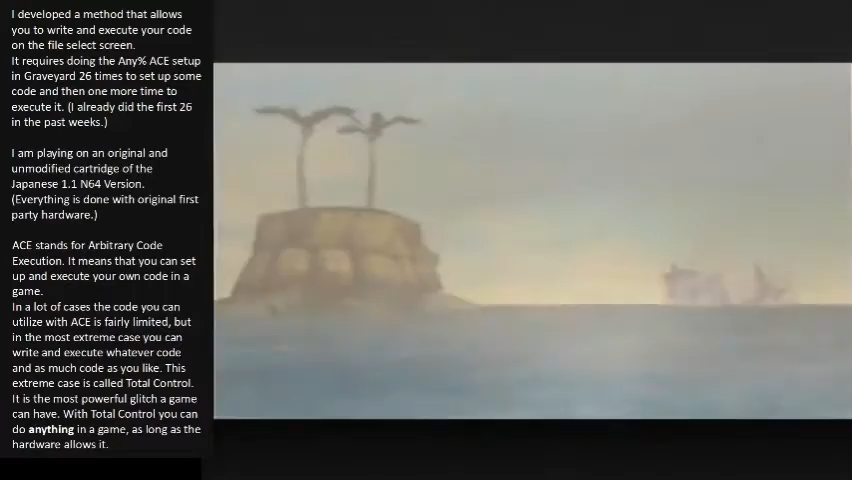 I developed a method that allows
you to write and execute your code
on the file select screen.
It requires doing the Any% ACE setup
in Graveyard 26 times to set up some
code and then one more time to
execute it. (I already did the first 26
in the past weeks.)
I am playing on an original and
unmodified cartridge of the
Japanese 1.1 N64 Version.
(Everything is done with original first
party hardware.)
ACE stands for Arbitrary Code
Execution. It means that you can set
up and execute your own code in a
game.
In a lot of cases the code you can
utilize with ACE is fairly limited, but
in the most extreme case you can
write and execute whatever code
and as much code as you like. This
extreme case is called Total Control.
It is the most powerful glitch a game
can have. With Total Control you can
do anything in a game, as long as the
hardware allows it.